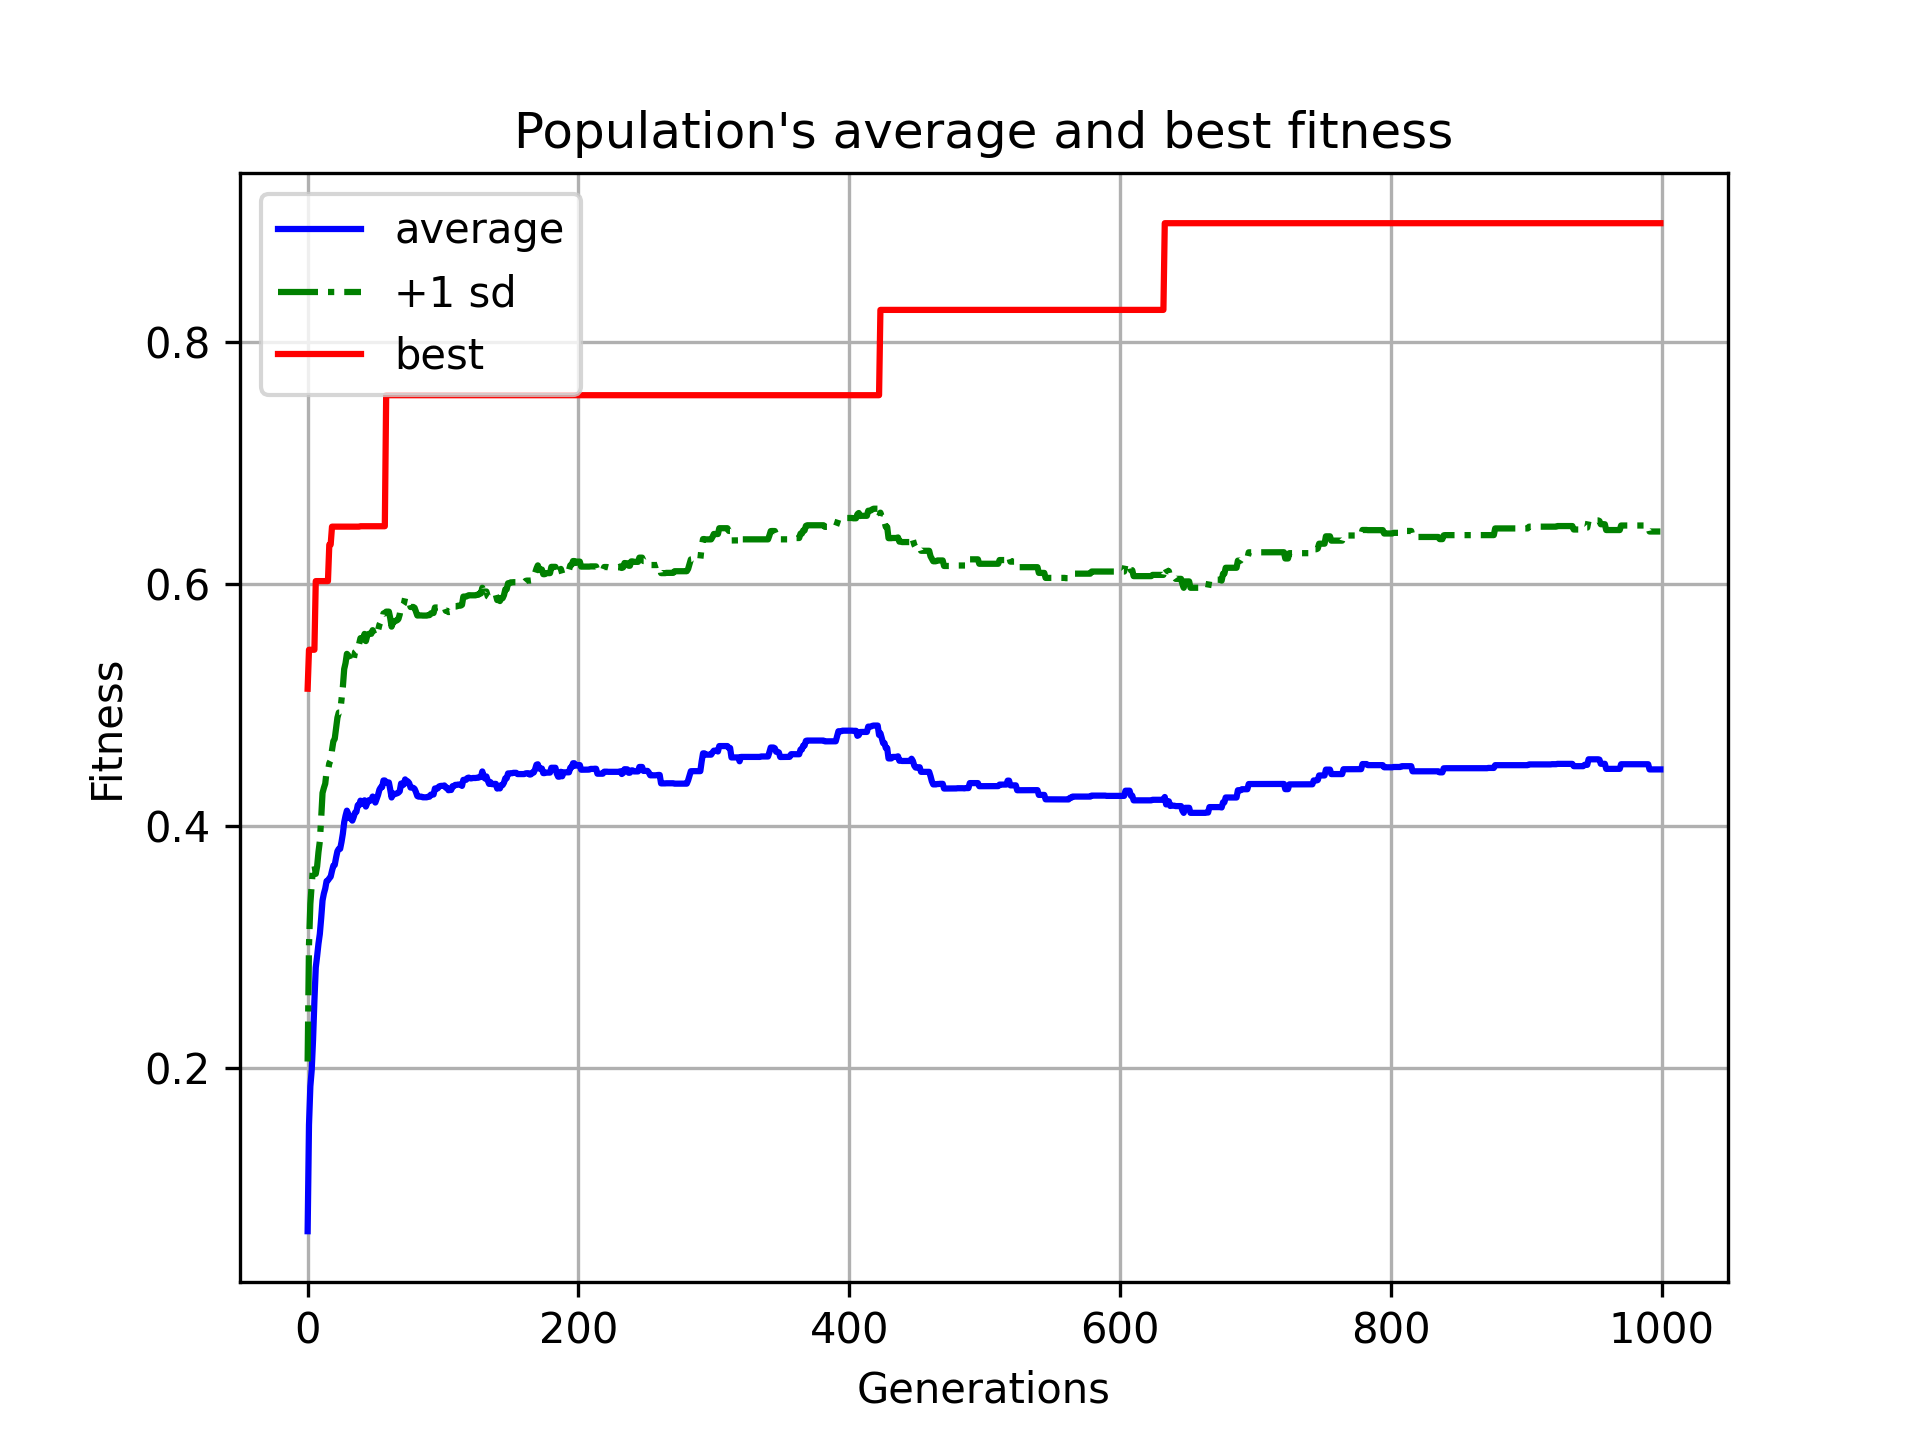 Population's average and best fitness
average
+1 sd
best
Fitness
0.8
0.6
0.4
0.2
0 200 400 600 800 1000
Generations